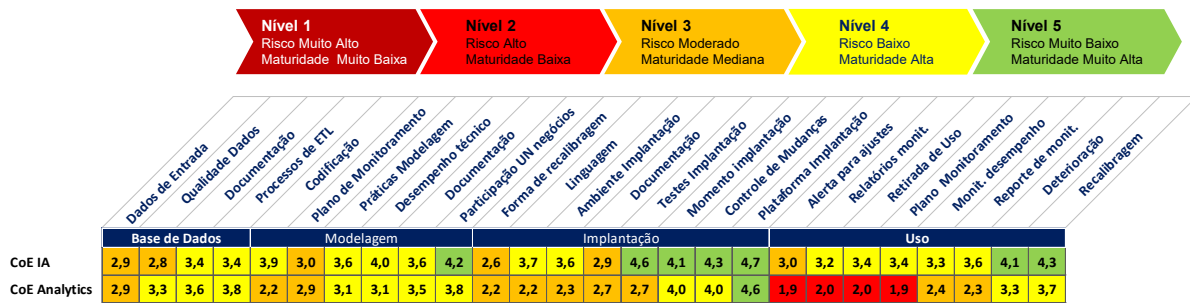 Nível 1
Risco Muito Alto
Maturidade Muito Baixa
Nível 2
Risco Alto
Maturidade Baixa
Nível 3
Risco Moderado
Maturidade Mediana
Nível 4
Risco Baixo
Maturidade Alta
Nível 5
Risco Muito Baixo
Maturidade Muito Alta
Dados de Entrada
Qualidade Dados
Documentação
Processos de ETL
Codificação
Plano de Monitoramento
Práticas Modelagem
Desempenho técnico
Documentação
Participação UN negócios
Forma de recalibragem
Linguagem
Ambiente Implantação
Documentação
Testes Implantação
Momento implantação
Controle de Mudanças
Plataforma Implantação
Alerta para ajustes
Relatórios monit.
Retirada de Uso
Plano Monitoramento
Monit. desempenho
Reporte de monit.
Deterioração
Recalibragem
Base de Dados Modelagem Implantação Uso
CoE IA 2,9 2,8 3,4 3,4 3,9 3,0 3,6 4,0 3,6 4,2 2,6 3,7 3,6 2,9 4,6 4,1 4,3 4,7 3,0 3,2 3,4 3,4 3,3 3,6 4,1 4,3
CoE Analytics 2,9 3,3 3,6 3,8 2,2 2,9 3,1 3,1 3,5 3,8 2,2 2,2 2,3 2,7 2,7 4,0 4,0 4,6 1,9 2,0 2,0 1,9 2,4 2,3 3,3 3,7